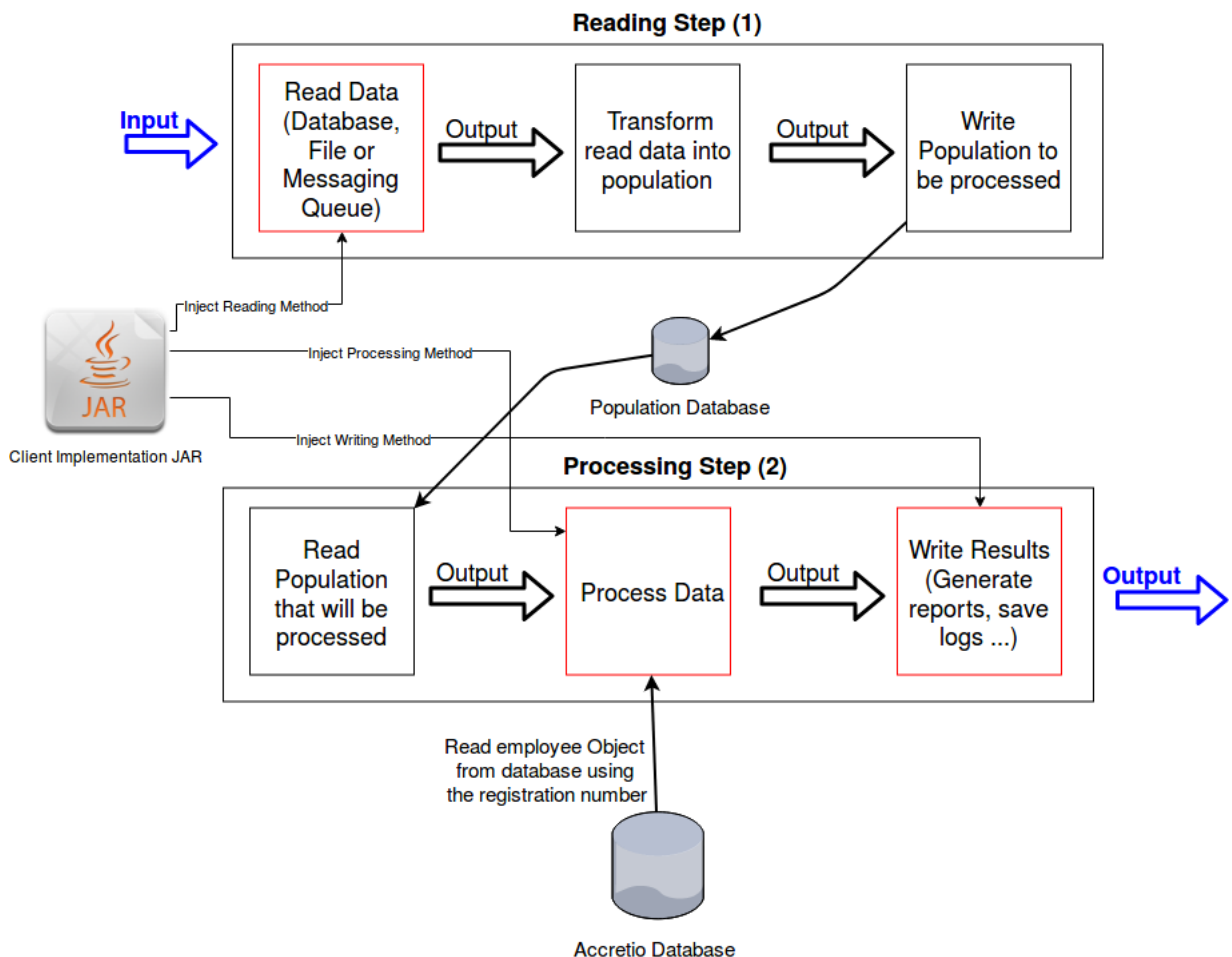 Reading Step (1)
Input
Read Data
(Database,
File or
Messaging
Queue)
Output
Transform
read data into
population
Output
Write
Population to
be processed
Inject Reading Method
Inject Processing Method
JAR
Client Implementation JAR
Inject Writing Method
Population Database
Processing Step (2)
Read
Population
that will be
processed
Output
Process Data
Output
Write Results
(Generate
reports, save
logs ...)
Output
Read employee Object
from database using
the registration number
Accretio Database